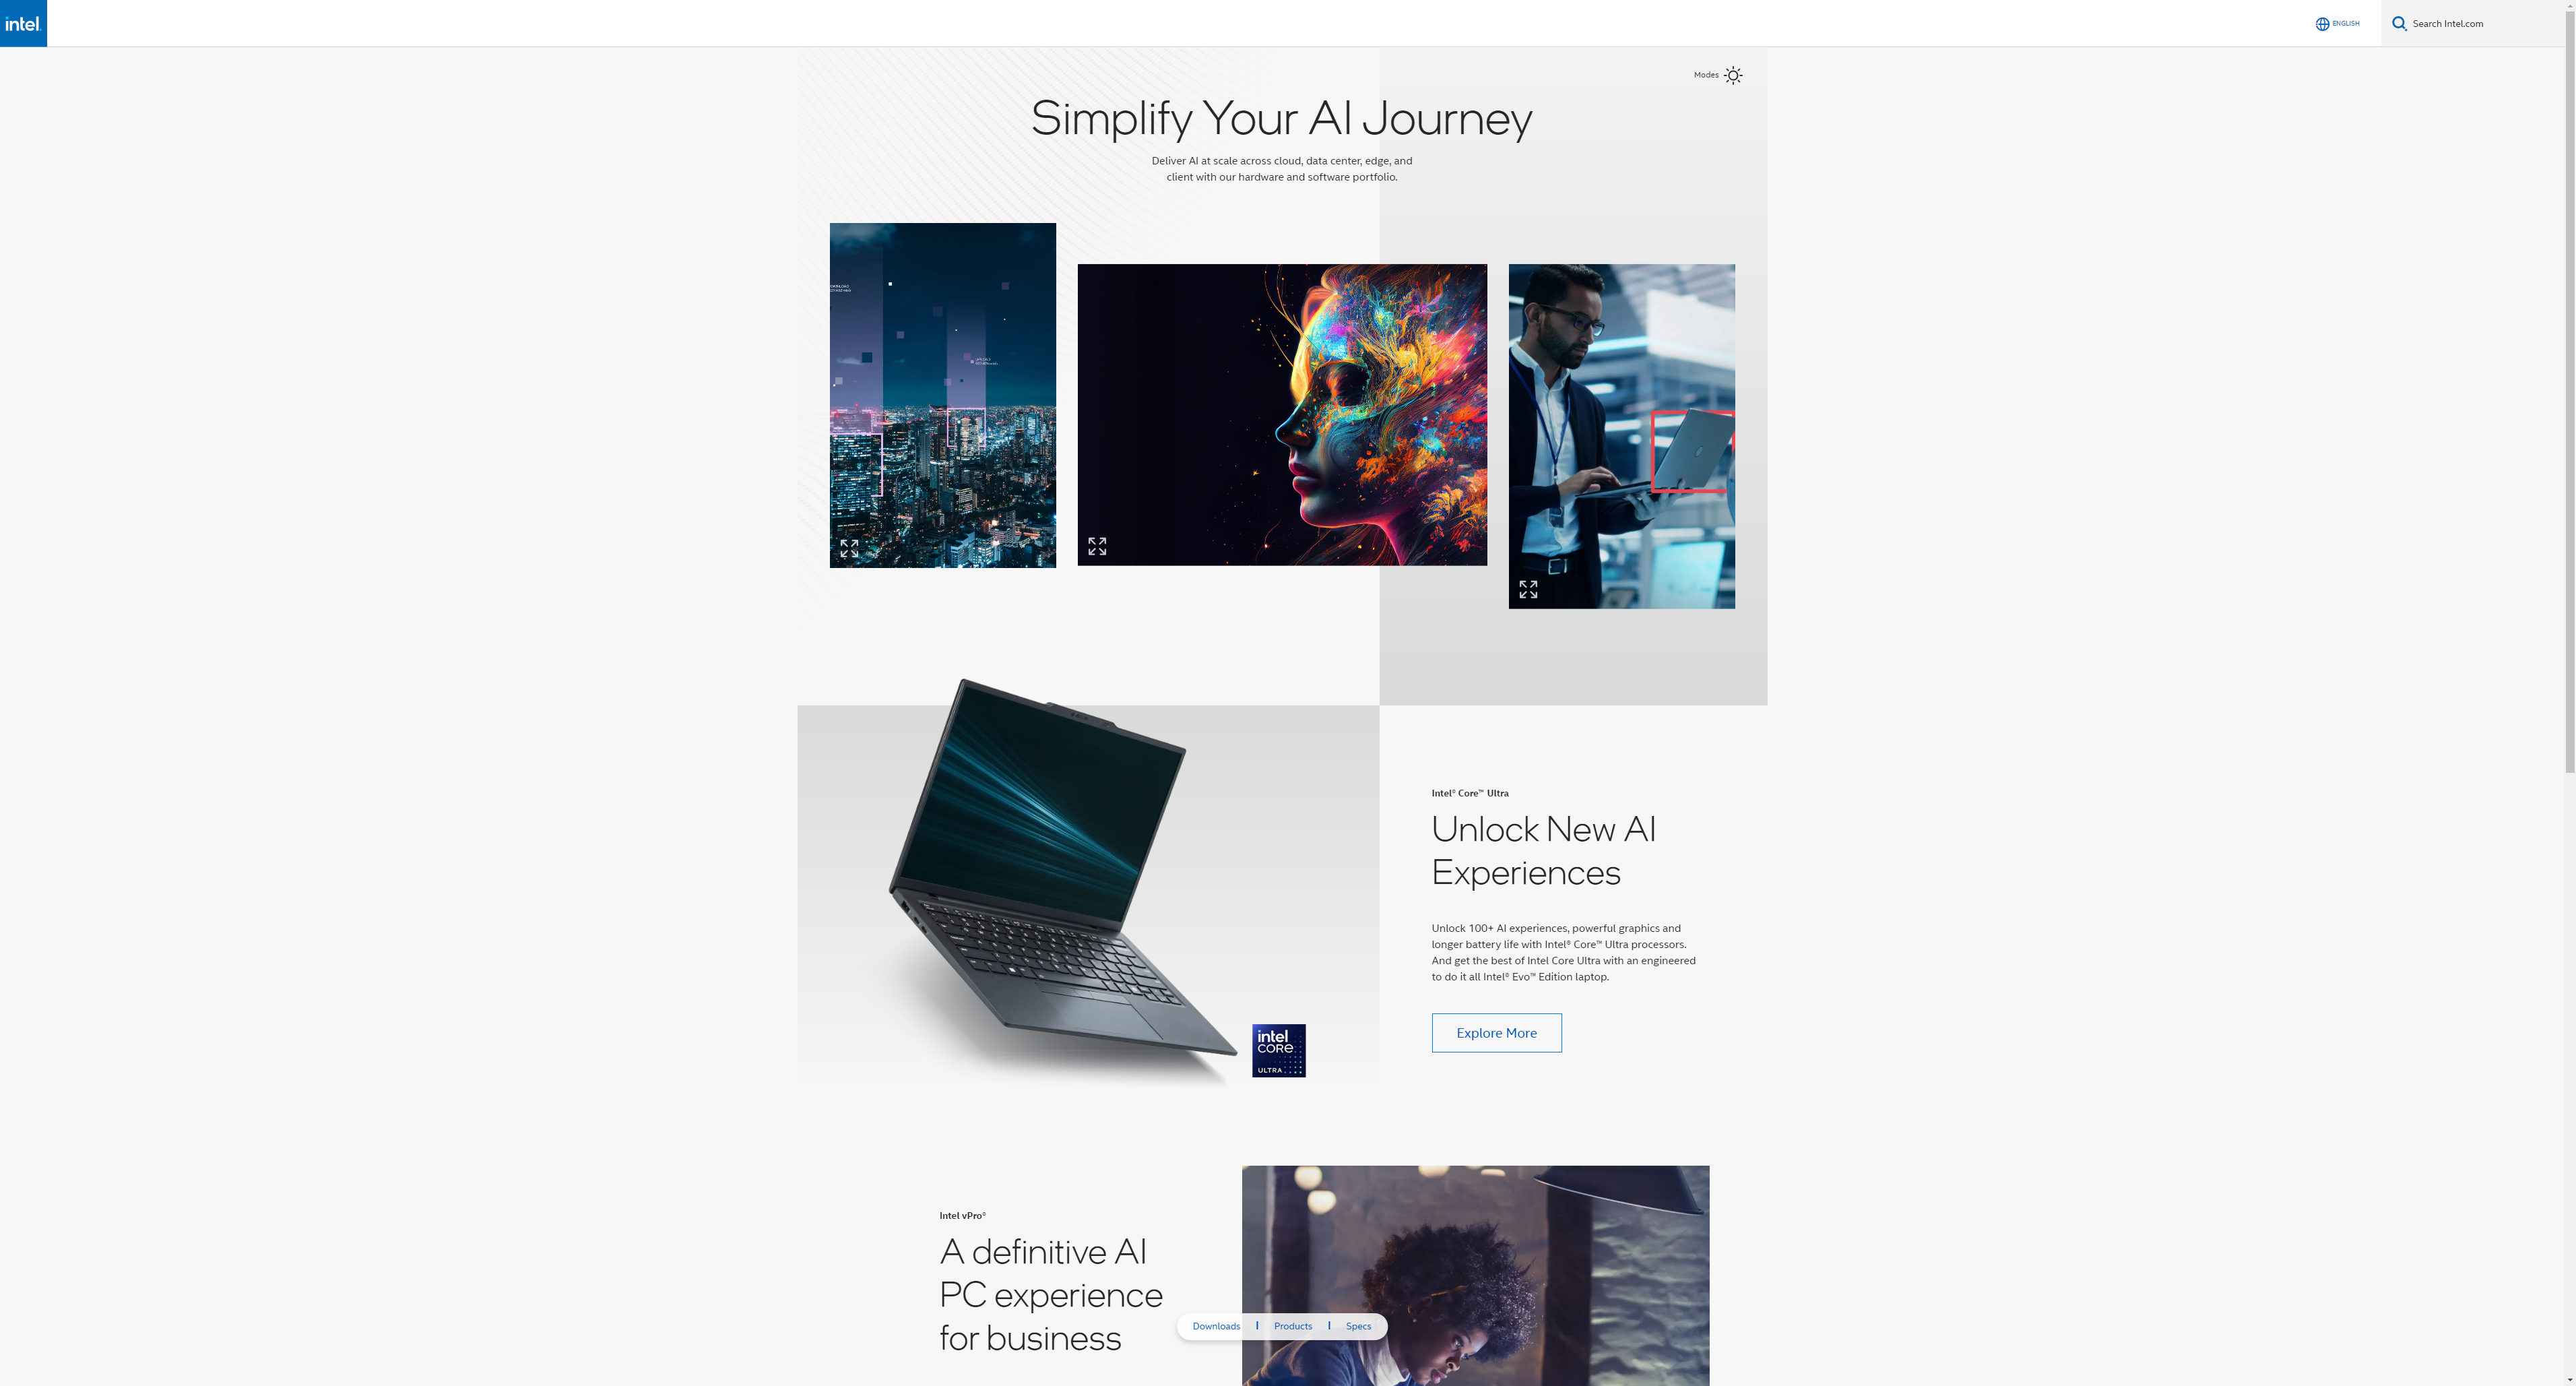 intel
ENGLISH
Search Intel.com
Modes
Simplify Your AI Journey
Deliver AI at scale across cloud, data center, edge, and
client with our hardware and software portfolio.
Intel® Core™ Ultra
Unlock New AI
Experiences
Unlock 100+ AI experiences, powerful graphics and
longer battery life with Intel® Core™ Ultra processors.
And get the best of Intel Core Ultra with an engineered
to do it all Intel® Evo™ Edition laptop.
Explore More
intel
CORE
ULTRA
Intel vPro®
A definitive AI
PC experience
for business
Downloads | Products | Specs